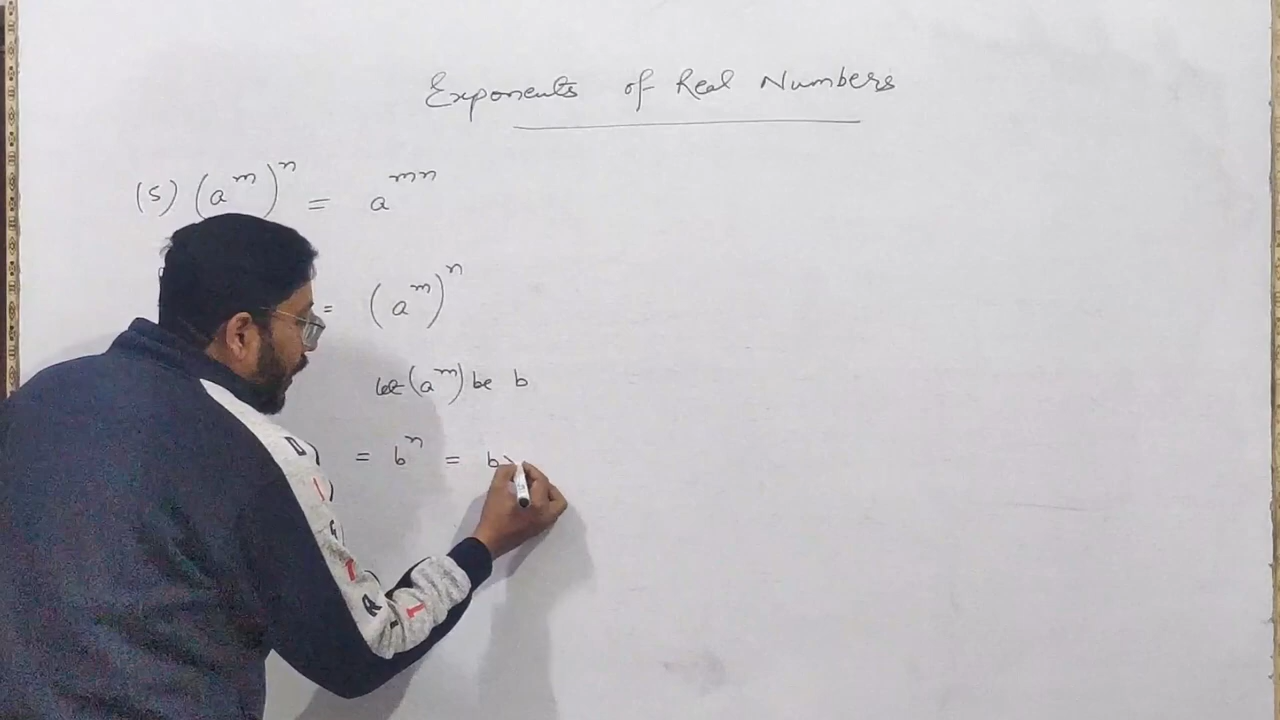 Exponents of Real Numbers
(5) (a^m)^n = a^mn
= (a^m)^n
let (a^m) be b
= b^n = b